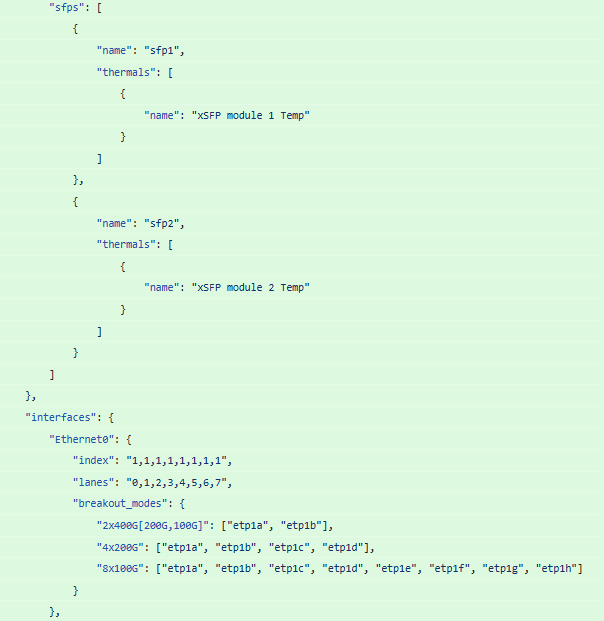 "sfps": [
{
"name": "sfp1",
"thermals": [
{
"name": "xSFP module 1 Temp"
}
]
},
{
"name": "sfp2",
"thermals": [
{
"name": "xSFP module 2 Temp"
}
]
}
]
},
"interfaces": {
"Ethernet0": {
"index": "1,1,1,1,1,1,1,1",
"lanes": "0,1,2,3,4,5,6,7",
"breakout_modes": {
"2x400G[200G,100G]": ["etp1a", "etp1b"],
"4x200G": ["etp1a", "etp1b", "etp1c", "etp1d"],
"8x100G": ["etp1a", "etp1b", "etp1c", "etp1d", "etp1e", "etp1f", "etp1g", "etp1h"]
}
},